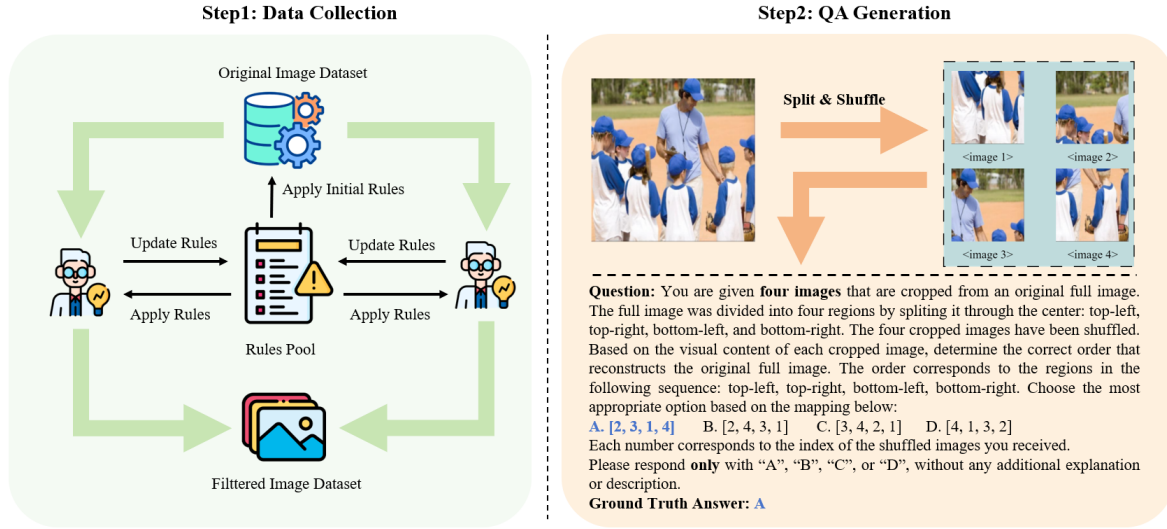 Step1: Data Collection
Original Image Dataset
Apply Initial Rules
Update Rules
Update Rules
Apply Rules
Apply Rules
Rules Pool
Filttered Image Dataset
Step2: QA Generation
Split & Shuffle
<image 1>
<image 2>
<image 3>
<image 4>
Question: You are given four images that are cropped from an original full image.
The full image was divided into four regions by spliting it through the center: top-left,
top-right, bottom-left, and bottom-right. The four cropped images have been shuffled.
Based on the visual content of each cropped image, determine the correct order that
reconstructs the original full image. The order corresponds to the regions in the
following sequence: top-left, top-right, bottom-left, bottom-right. Choose the most
appropriate option based on the mapping below:
A. [2, 3, 1, 4] B. [2, 4, 3, 1] C. [3, 4, 2, 1] D. [4, 1, 3, 2]
Each number corresponds to the index of the shuffled images you received.
Please respond only with “A”, “B”, “C”, or “D”, without any additional explanation
or description.
Ground Truth Answer: A